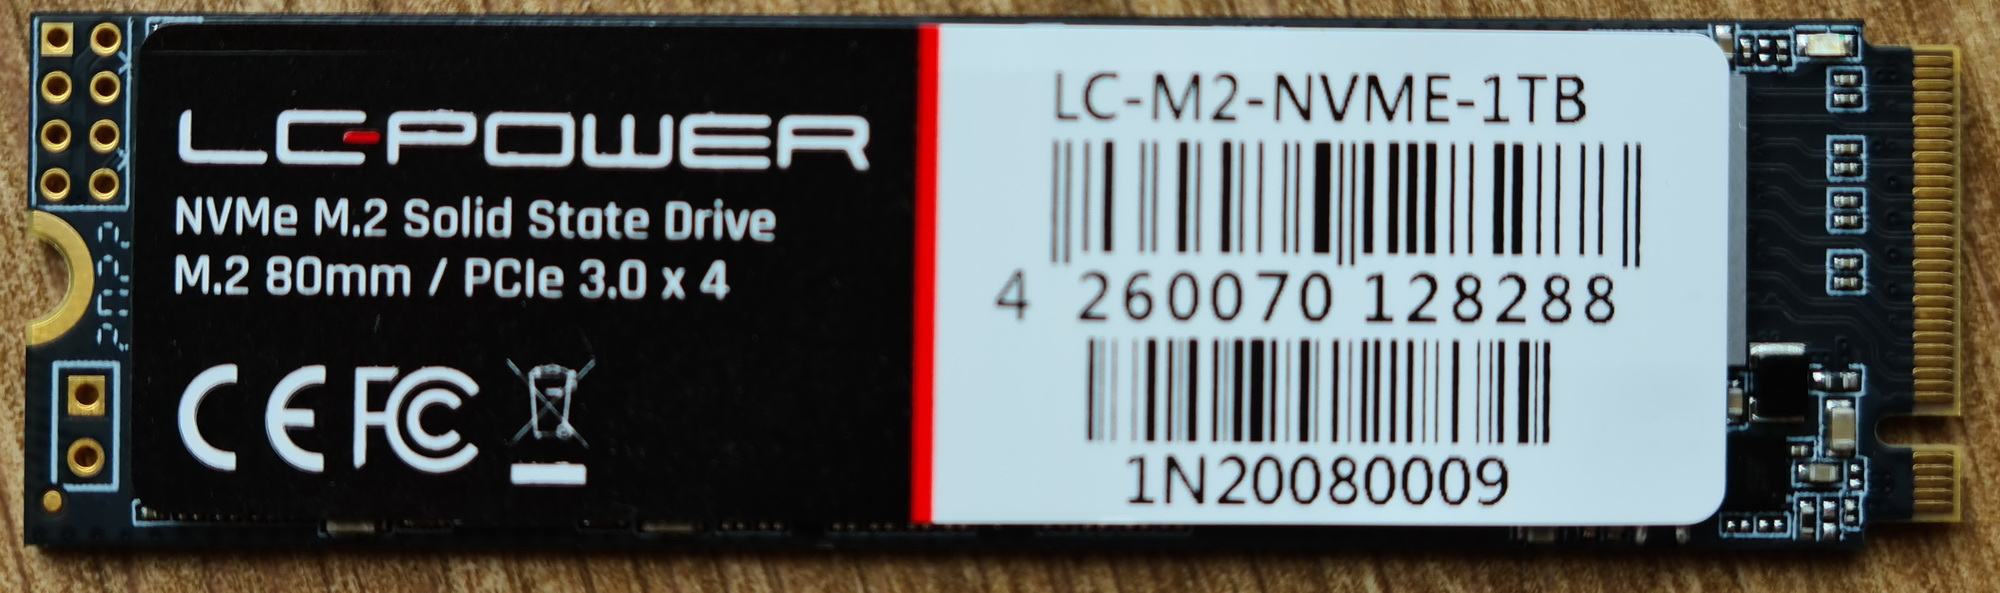 LC-POWER
NVMe M.2 Solid State Drive
M.2 80mm / PCIe 3.0 x 4
CE FC
LC-M2-NVME-1TB
4 260070 128288
1N20080009